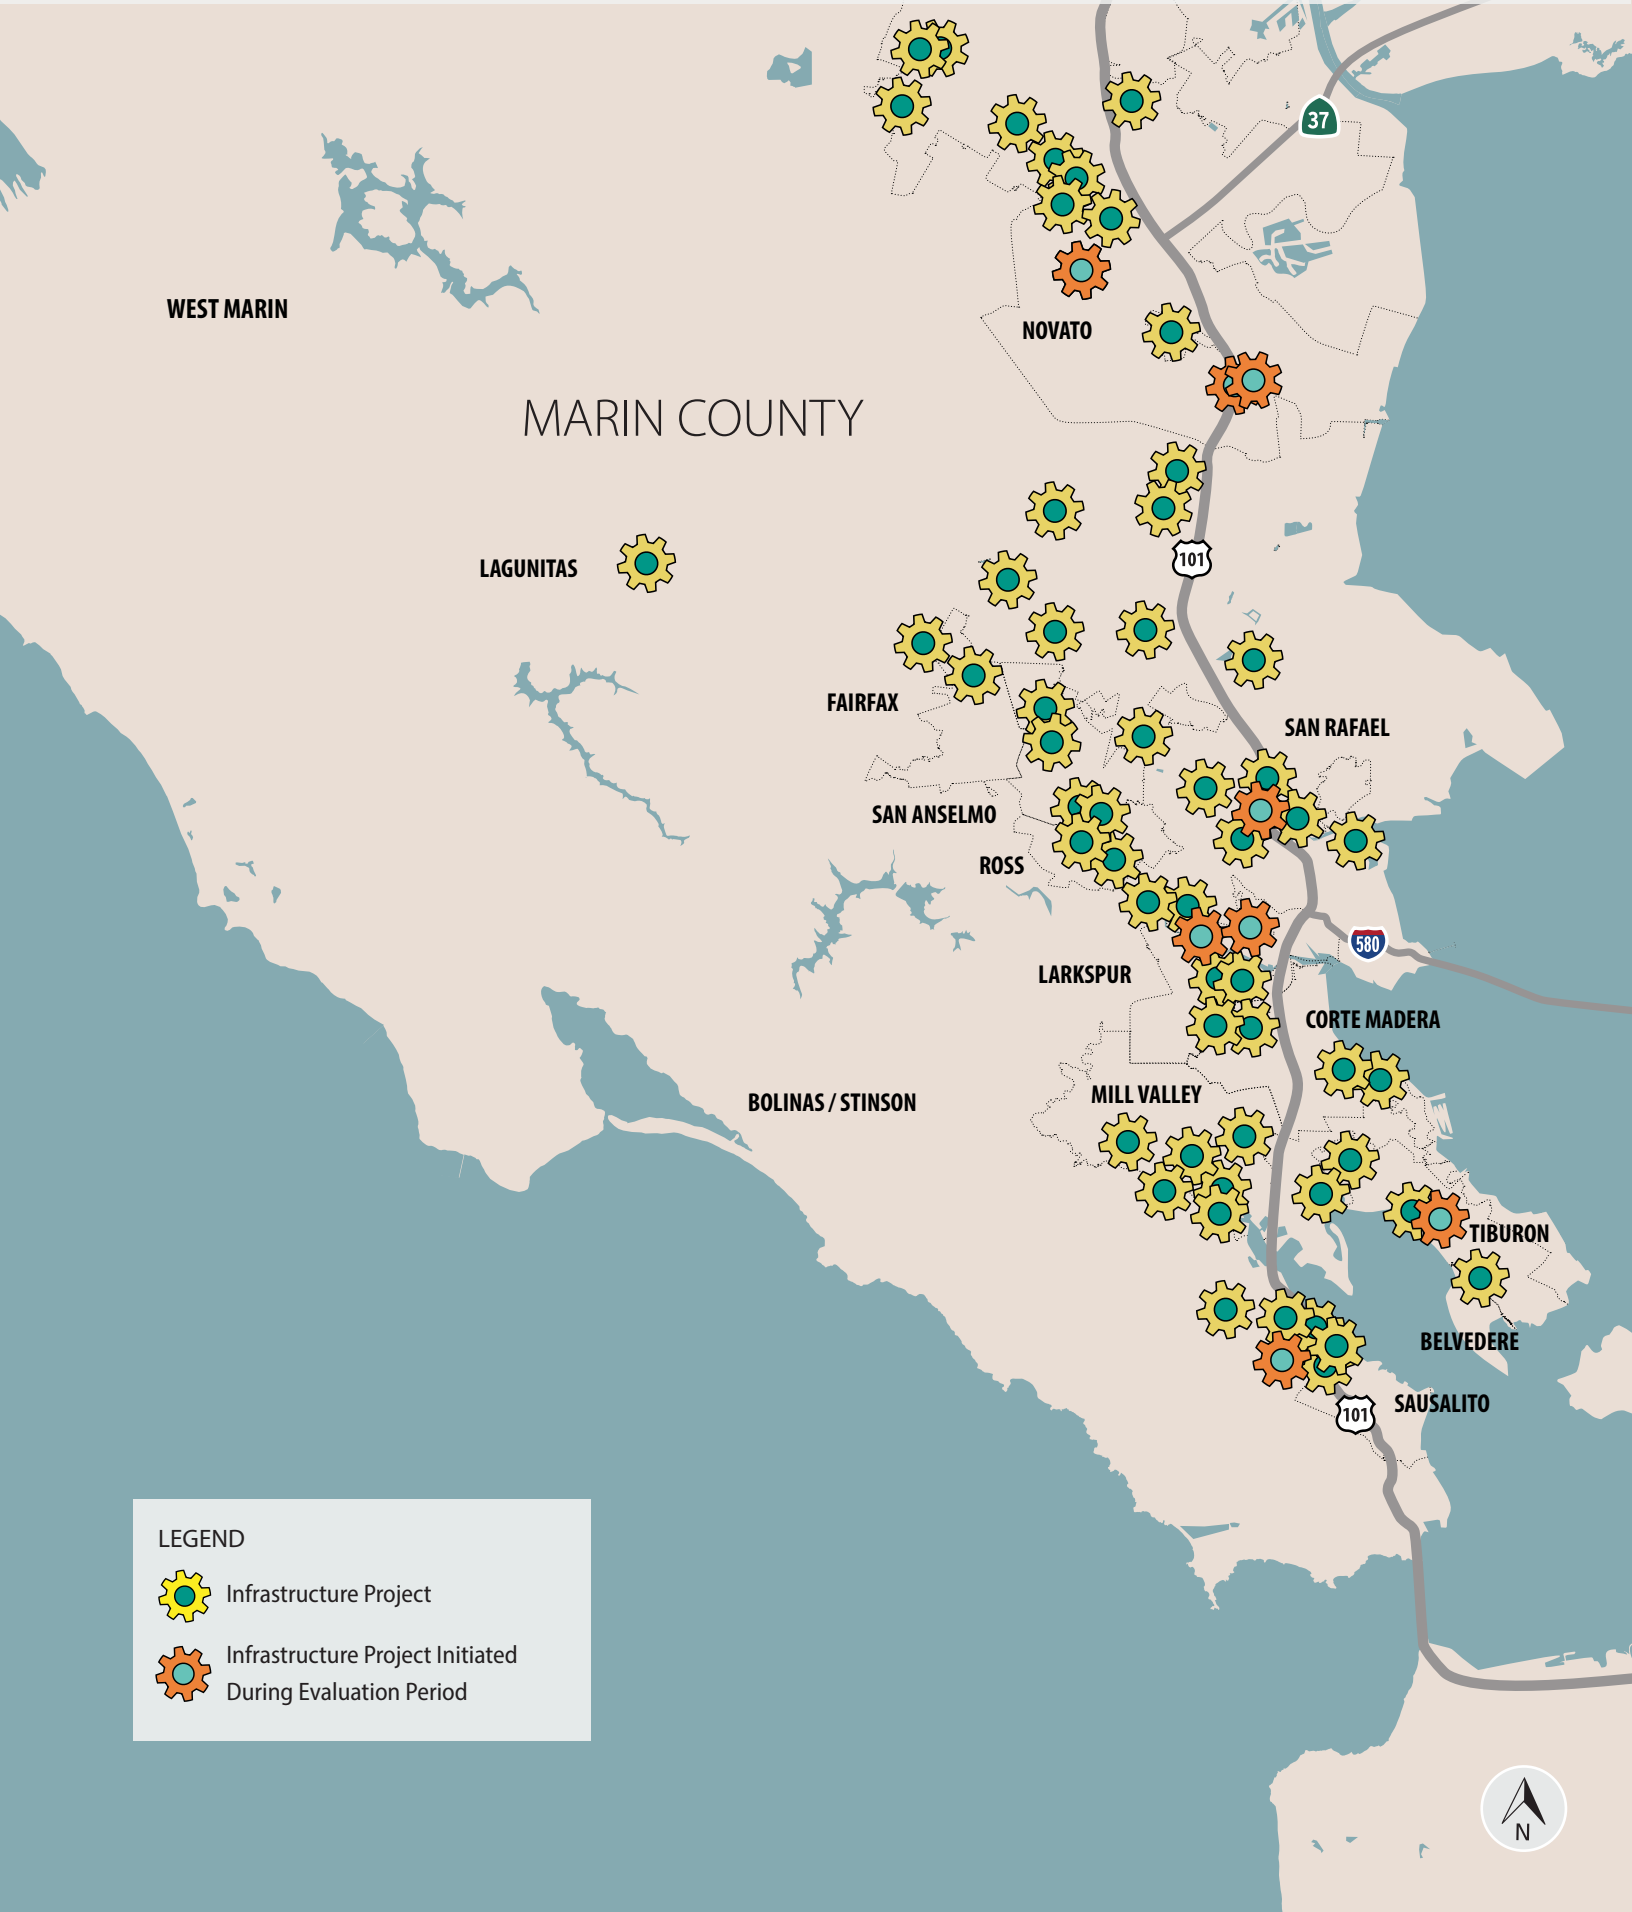 37
WEST MARIN
NOVATO
MARIN COUNTY
101
LAGUNITAS
FAIRFAX
SAN RAFAEL
SAN ANSELMO
ROSS
580
LARKSPUR
CORTE MADERA
MILL VALLEY
BOLINAS / STINSON
TIBURON
BELVEDERE
SAUSALITO
101
LEGEND
Infrastructure Project
Infrastructure Project Initiated
During Evaluation Period
N